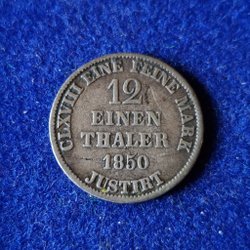 CLXVIII EINE FEINE MARK
12
EINEN
THALER
1850
JUSTIRT